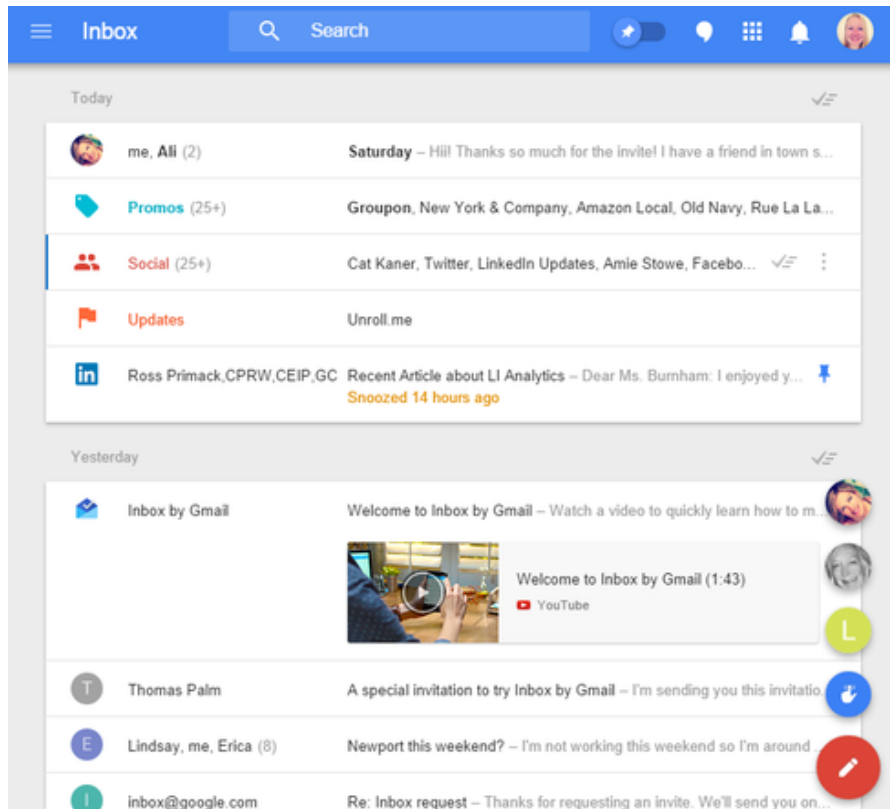 Inbox
Search
Today
me, Ali (2)
Saturday – Hii! Thanks so much for the invite! I have a friend in town s...
Promos (25+)
Groupon, New York & Company, Amazon Local, Old Navy, Rue La La...
Social (25+)
Cat Kaner, Twitter, LinkedIn Updates, Amie Stowe, Facebo...
Updates
Unroll.me
in
Ross Primack,CPRW,CEIP,GC
Recent Article about LI Analytics – Dear Ms. Burnham: I enjoyed y...
Snoozed 14 hours ago
Yesterday
Inbox by Gmail
Welcome to Inbox by Gmail – Watch a video to quickly learn how to m...
Welcome to Inbox by Gmail (1:43)
YouTube
L
T
Thomas Palm
A special invitation to try Inbox by Gmail – I'm sending you this invitatio...
E
Lindsay, me, Erica (8)
Newport this weekend? – I'm not working this weekend so I'm around ...
I
inbox@google.com
Re: Inbox request – Thanks for requesting an invite. We'll send you on...